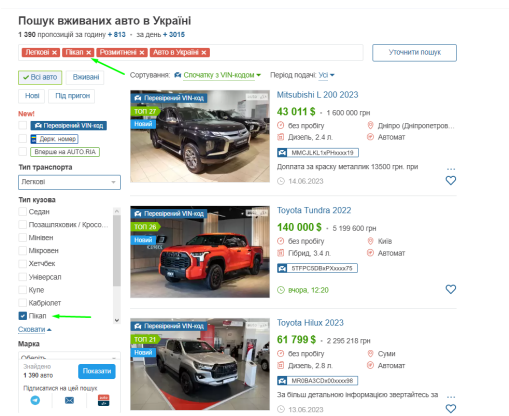 Пошук вживаних авто в Україні
1 390 пропозицій за годину + 813 - за день + 3015
Легкові × Пікап × Розмитнені × Авто в Україні ×
Уточнити пошук
Всі авто Вживані
Нові Під пригон
New!
Перевірений VIN-код
Держ. номер
Вперше на AUTO.RIA
Тип транспорта
Легкові
Тип кузова
Седан
Позашляховик / Кросо...
Мінівен
Мікровен
Хетчбек
Універсал
Купе
Кабріолет
Пікап
Сховати
Марка
Оберіть
Знайдено
1 390 авто
Показати
Підписатися на цей пошук
Сортування: Спочатку з VIN-кодом Період подачі: Усі
Перевірений VIN-код
ТОП 27
Новий
Mitsubishi L 200 2023
43 011 $ · 1 600 000 грн
без пробігу Дніпро (Дніпропетров...
Дизель, 2.4 л. Автомат
MMCJLKL1xPHxxxx19
Доплата за краску металлик 13500 грн. при ...
14.06.2023
Перевірений VIN-код
ТОП 26
Новий
Toyota Tundra 2022
140 000 $ · 5 199 600 грн
без пробігу Київ
Гібрид, 3.4 л. Автомат
5TFPC5DBxPXxxxx75
вчора, 12:20
Перевірений VIN-код
ТОП 21
Новий
Toyota Hilux 2023
61 799 $ · 2 295 218 грн
без пробігу Суми
Дизель, 2.8 л. Автомат
MR0BA3CDx00xxxx98
За більш детальною інформацією звертайтесь за ...
13.06.2023